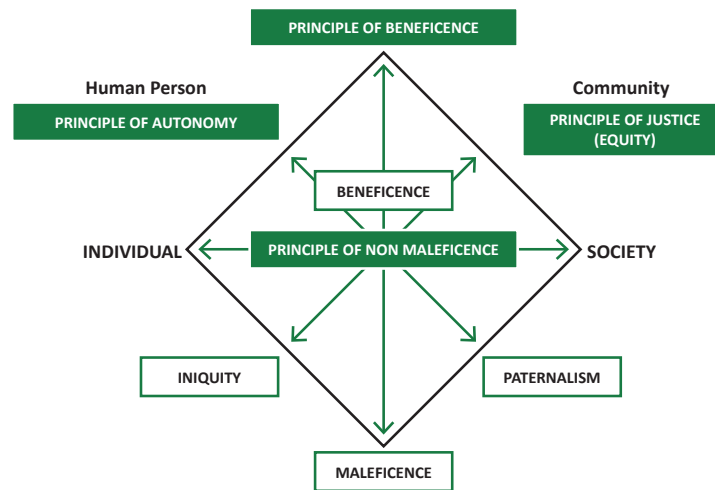 PRINCIPLE OF BENEFICENCE
Human Person
Community
PRINCIPLE OF AUTONOMY
PRINCIPLE OF JUSTICE
(EQUITY)
BENEFICENCE
INDIVIDUAL
PRINCIPLE OF NON MALEFICENCE
SOCIETY
INIQUITY
PATERNALISM
MALEFICENCE